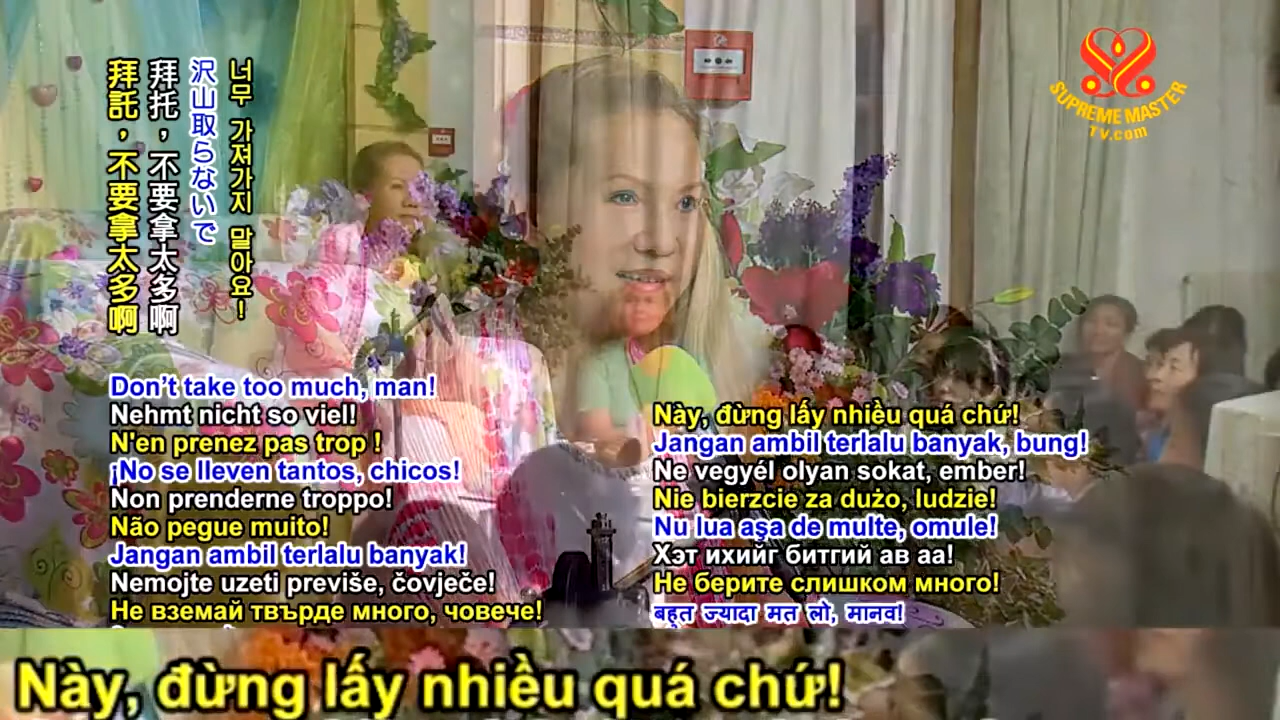 SUPREME MASTER
TV.com
너무 가져가지 말아요!
沢山取らないで
拜托，不要拿太多啊
拜託，不要拿太多啊
Don't take too much, man!
Nehmt nicht so viel!
N'en prenez pas trop !
¡No se lleven tantos, chicos!
Non prenderne troppo!
Não pegue muito!
Jangan ambil terlalu banyak!
Nemojte uzeti previše, čovječe!
Не вземай твърде много, човече!
Này, đừng lấy nhiều quá chứ!
Jangan ambil terlalu banyak, bung!
Ne vegyél olyan sokat, ember!
Nie bierzcie za dużo, ludzie!
Nu lua aşa de multe, omule!
Хэт ихийг битгий ав аа!
Не берите слишком много!
बहुत ज्यादा मत लो, मानव!
Này, đừng lấy nhiều quá chứ!